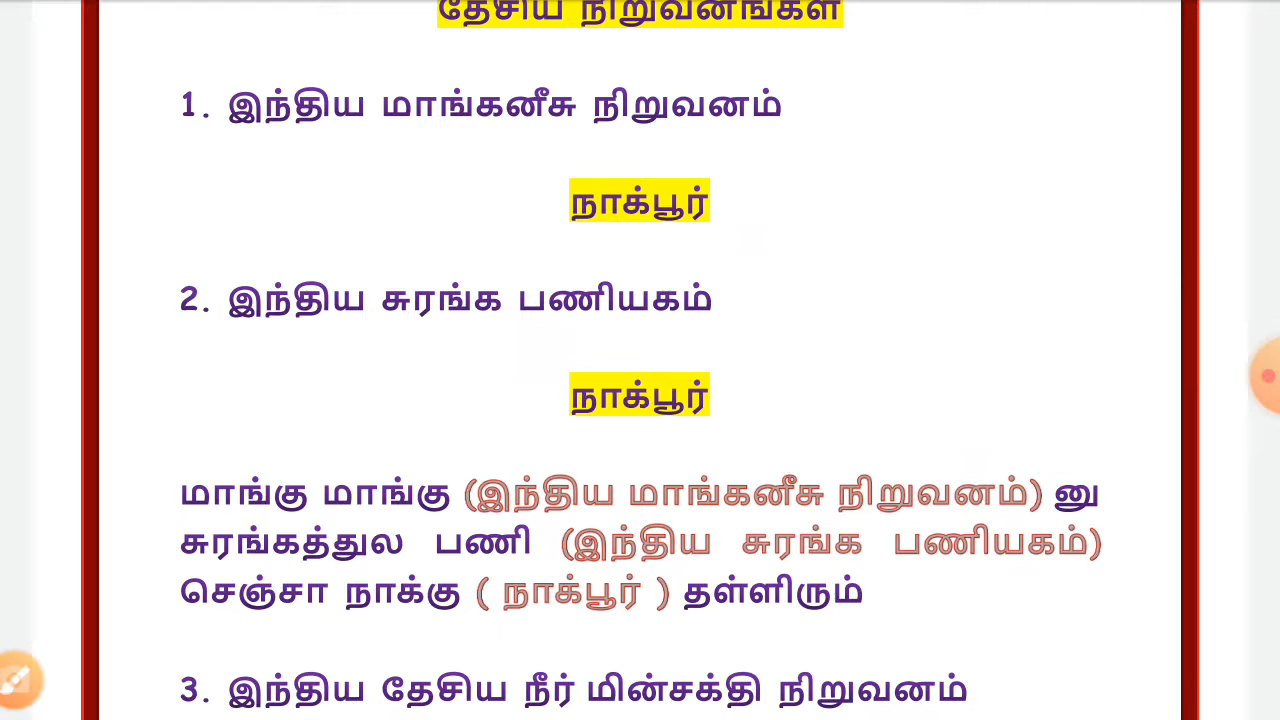 தேசிய நிறுவனங்கள்
1. இந்திய மாங்கனீசு நிறுவனம்
நாக்பூர்
2. இந்திய சுரங்க பணியகம்
நாக்பூர்
மாங்கு மாங்கு (இந்திய மாங்கனீசு நிறுவனம்) னு
சுரங்கத்துல பணி (இந்திய சுரங்க பணியகம்)
செஞ்சா நாக்கு ( நாக்பூர் ) தள்ளிரும்
3. இந்திய தேசிய நீர் மின்சக்தி நிறுவனம்